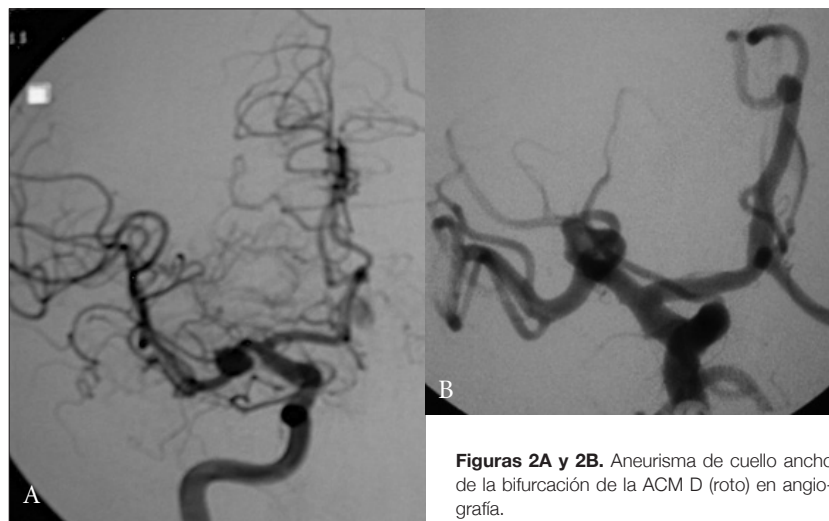 A
B
Figuras 2A y 2B. Aneurisma de cuello ancho
de la bifurcación de la ACM D (roto) en angio-
grafía.